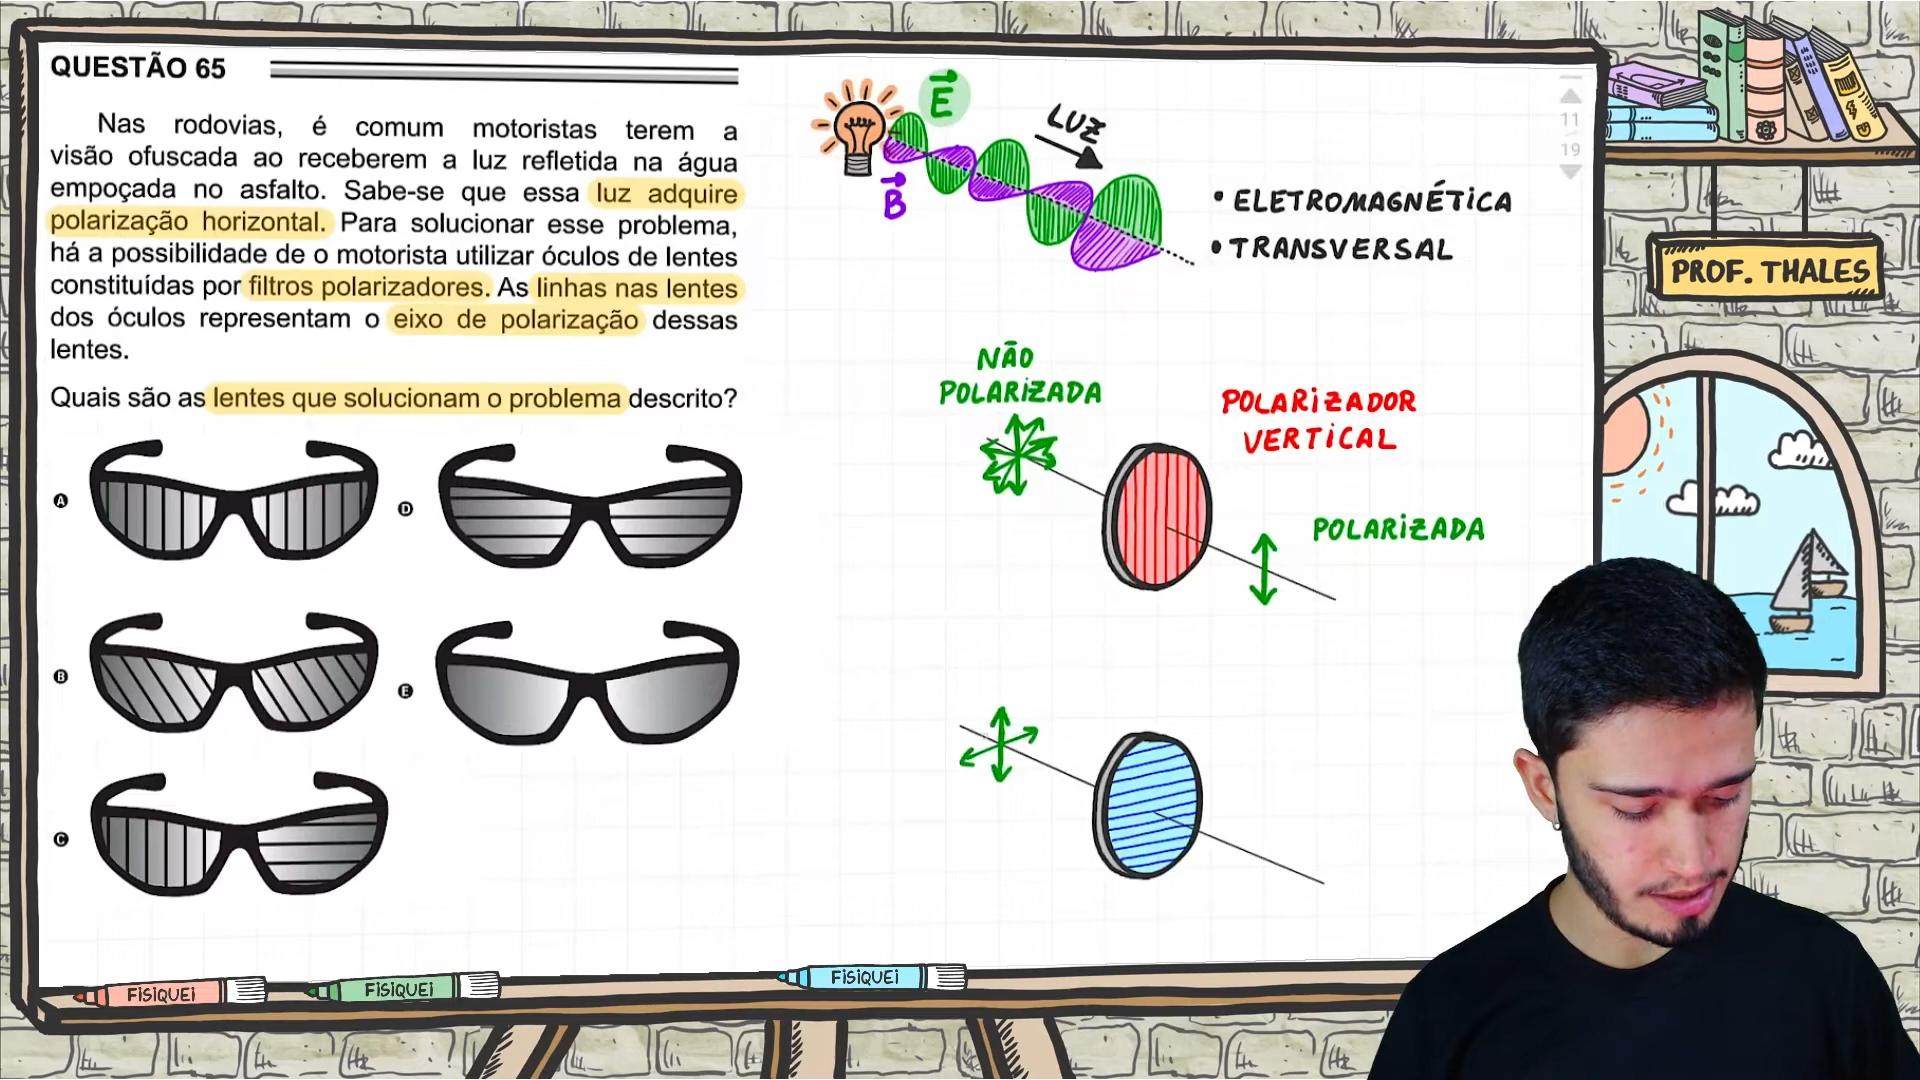 QUESTÃO 65
Nas rodovias, é comum motoristas terem a
visão ofuscada ao receberem a luz refletida na água
empoçada no asfalto. Sabe-se que essa luz adquire
polarização horizontal. Para solucionar esse problema,
há a possibilidade de o motorista utilizar óculos de lentes
constituídas por filtros polarizadores. As linhas nas lentes
dos óculos representam o eixo de polarização dessas
lentes.
Quais são as lentes que solucionam o problema descrito?
A
D
B
E
C
E
B
LUZ
• ELETROMAGNÉTICA
• TRANSVERSAL
NÃO
POLARIZADA
POLARIZADOR
VERTICAL
POLARIZADA
11
19
PROF. THALES
FISIQUEI
FISIQUEI
FISIQUEI